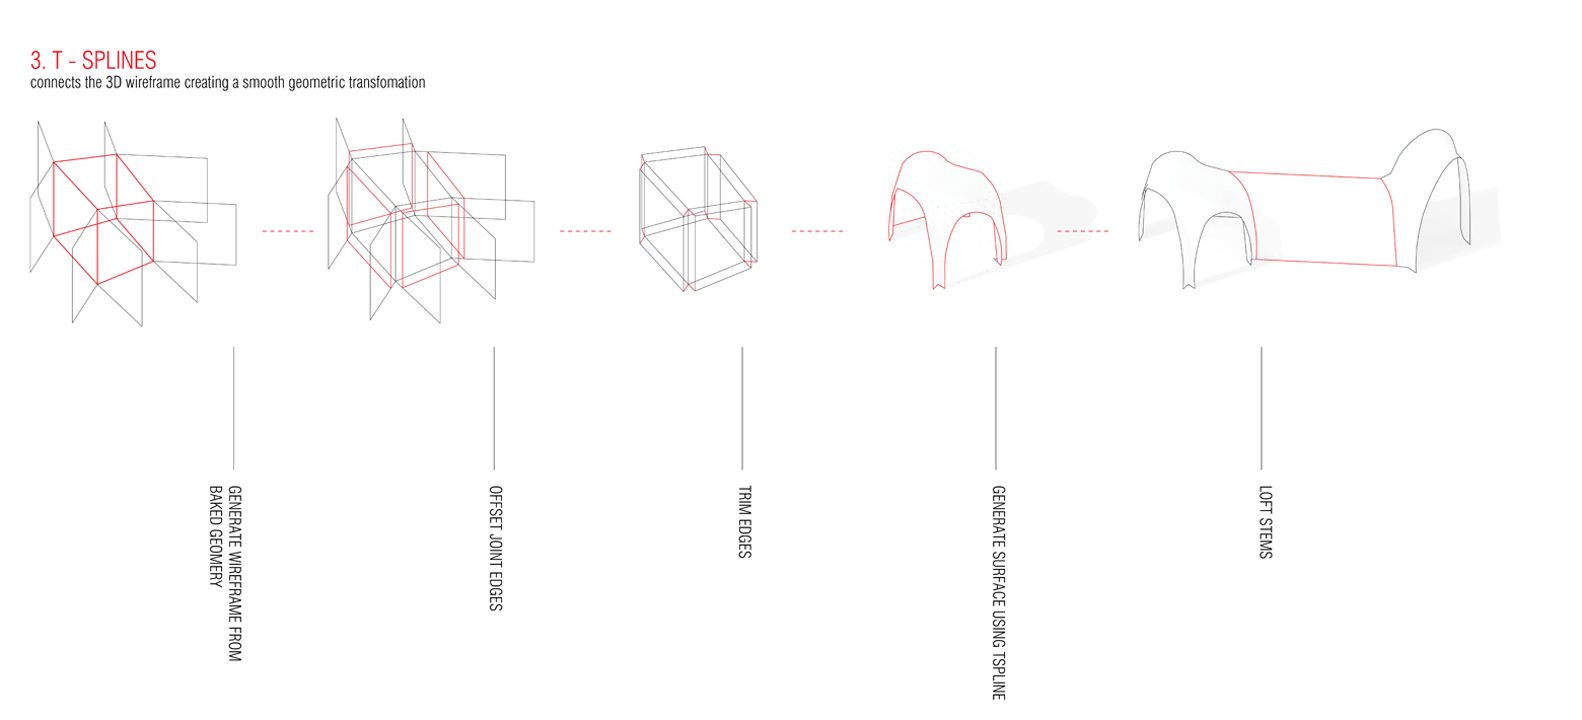 3. T - SPLINES
connects the 3D wireframe creating a smooth geometric transfomation
GENERATE WIREFRAME FROM
BAKED GEOMERY
OFFSET JOINT EDGES
TRIM EDGES
GENERATE SURFACE USING TSPLINE
LOFT STEMS